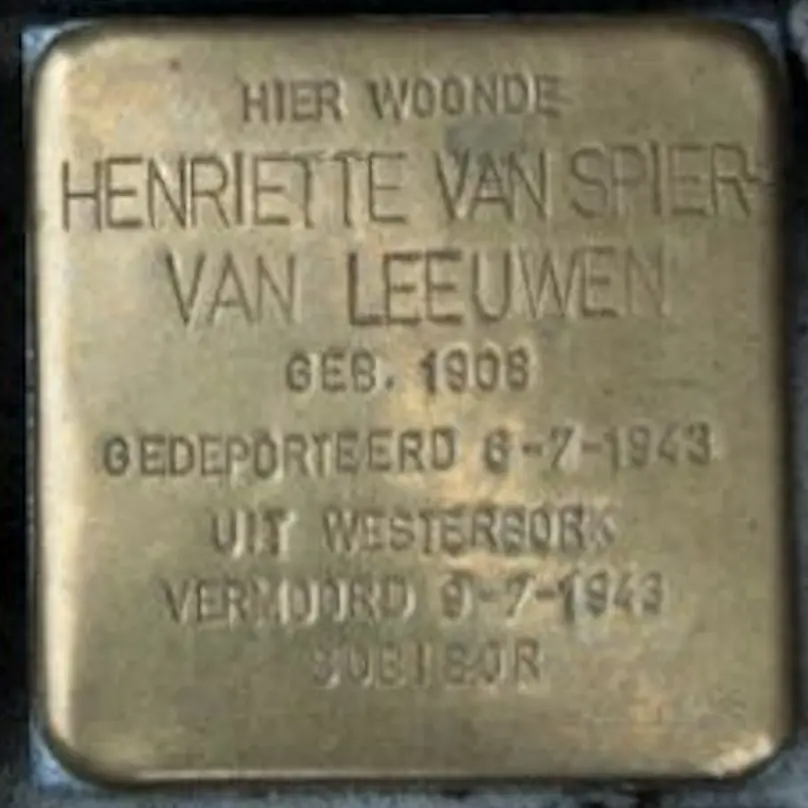 HIER WOONDE
HENRIETTE VAN SPIER-
VAN LEEUWEN
GEB. 1908
GEDEPORTEERD 6-7-1943
UIT WESTERBORK
VERMOORD 9-7-1943
SOBIBOR